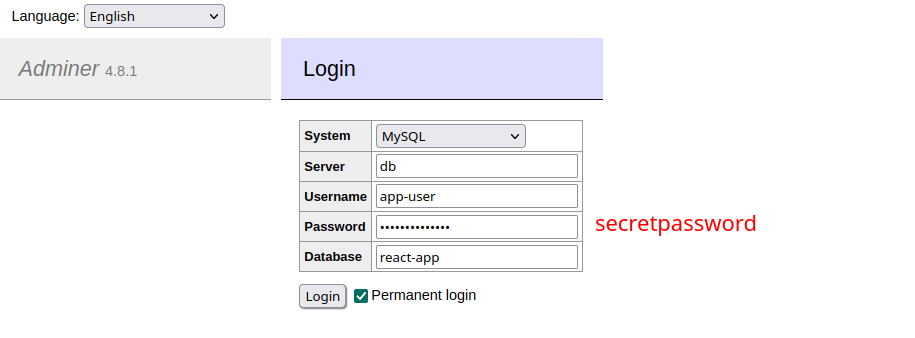 Language: English
Adminer 4.8.1
Login
System MySQL
Server db
Username app-user
Password •••••••••••••• secretpassword
Database react-app
Login Permanent login